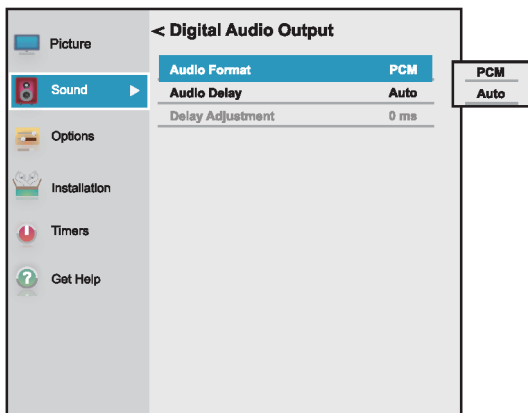 Picture
Sound
Options
Installation
Timers
Get Help
< Digital Audio Output
Audio Format PCM
Audio Delay Auto
Delay Adjustment 0 ms
PCM
Auto